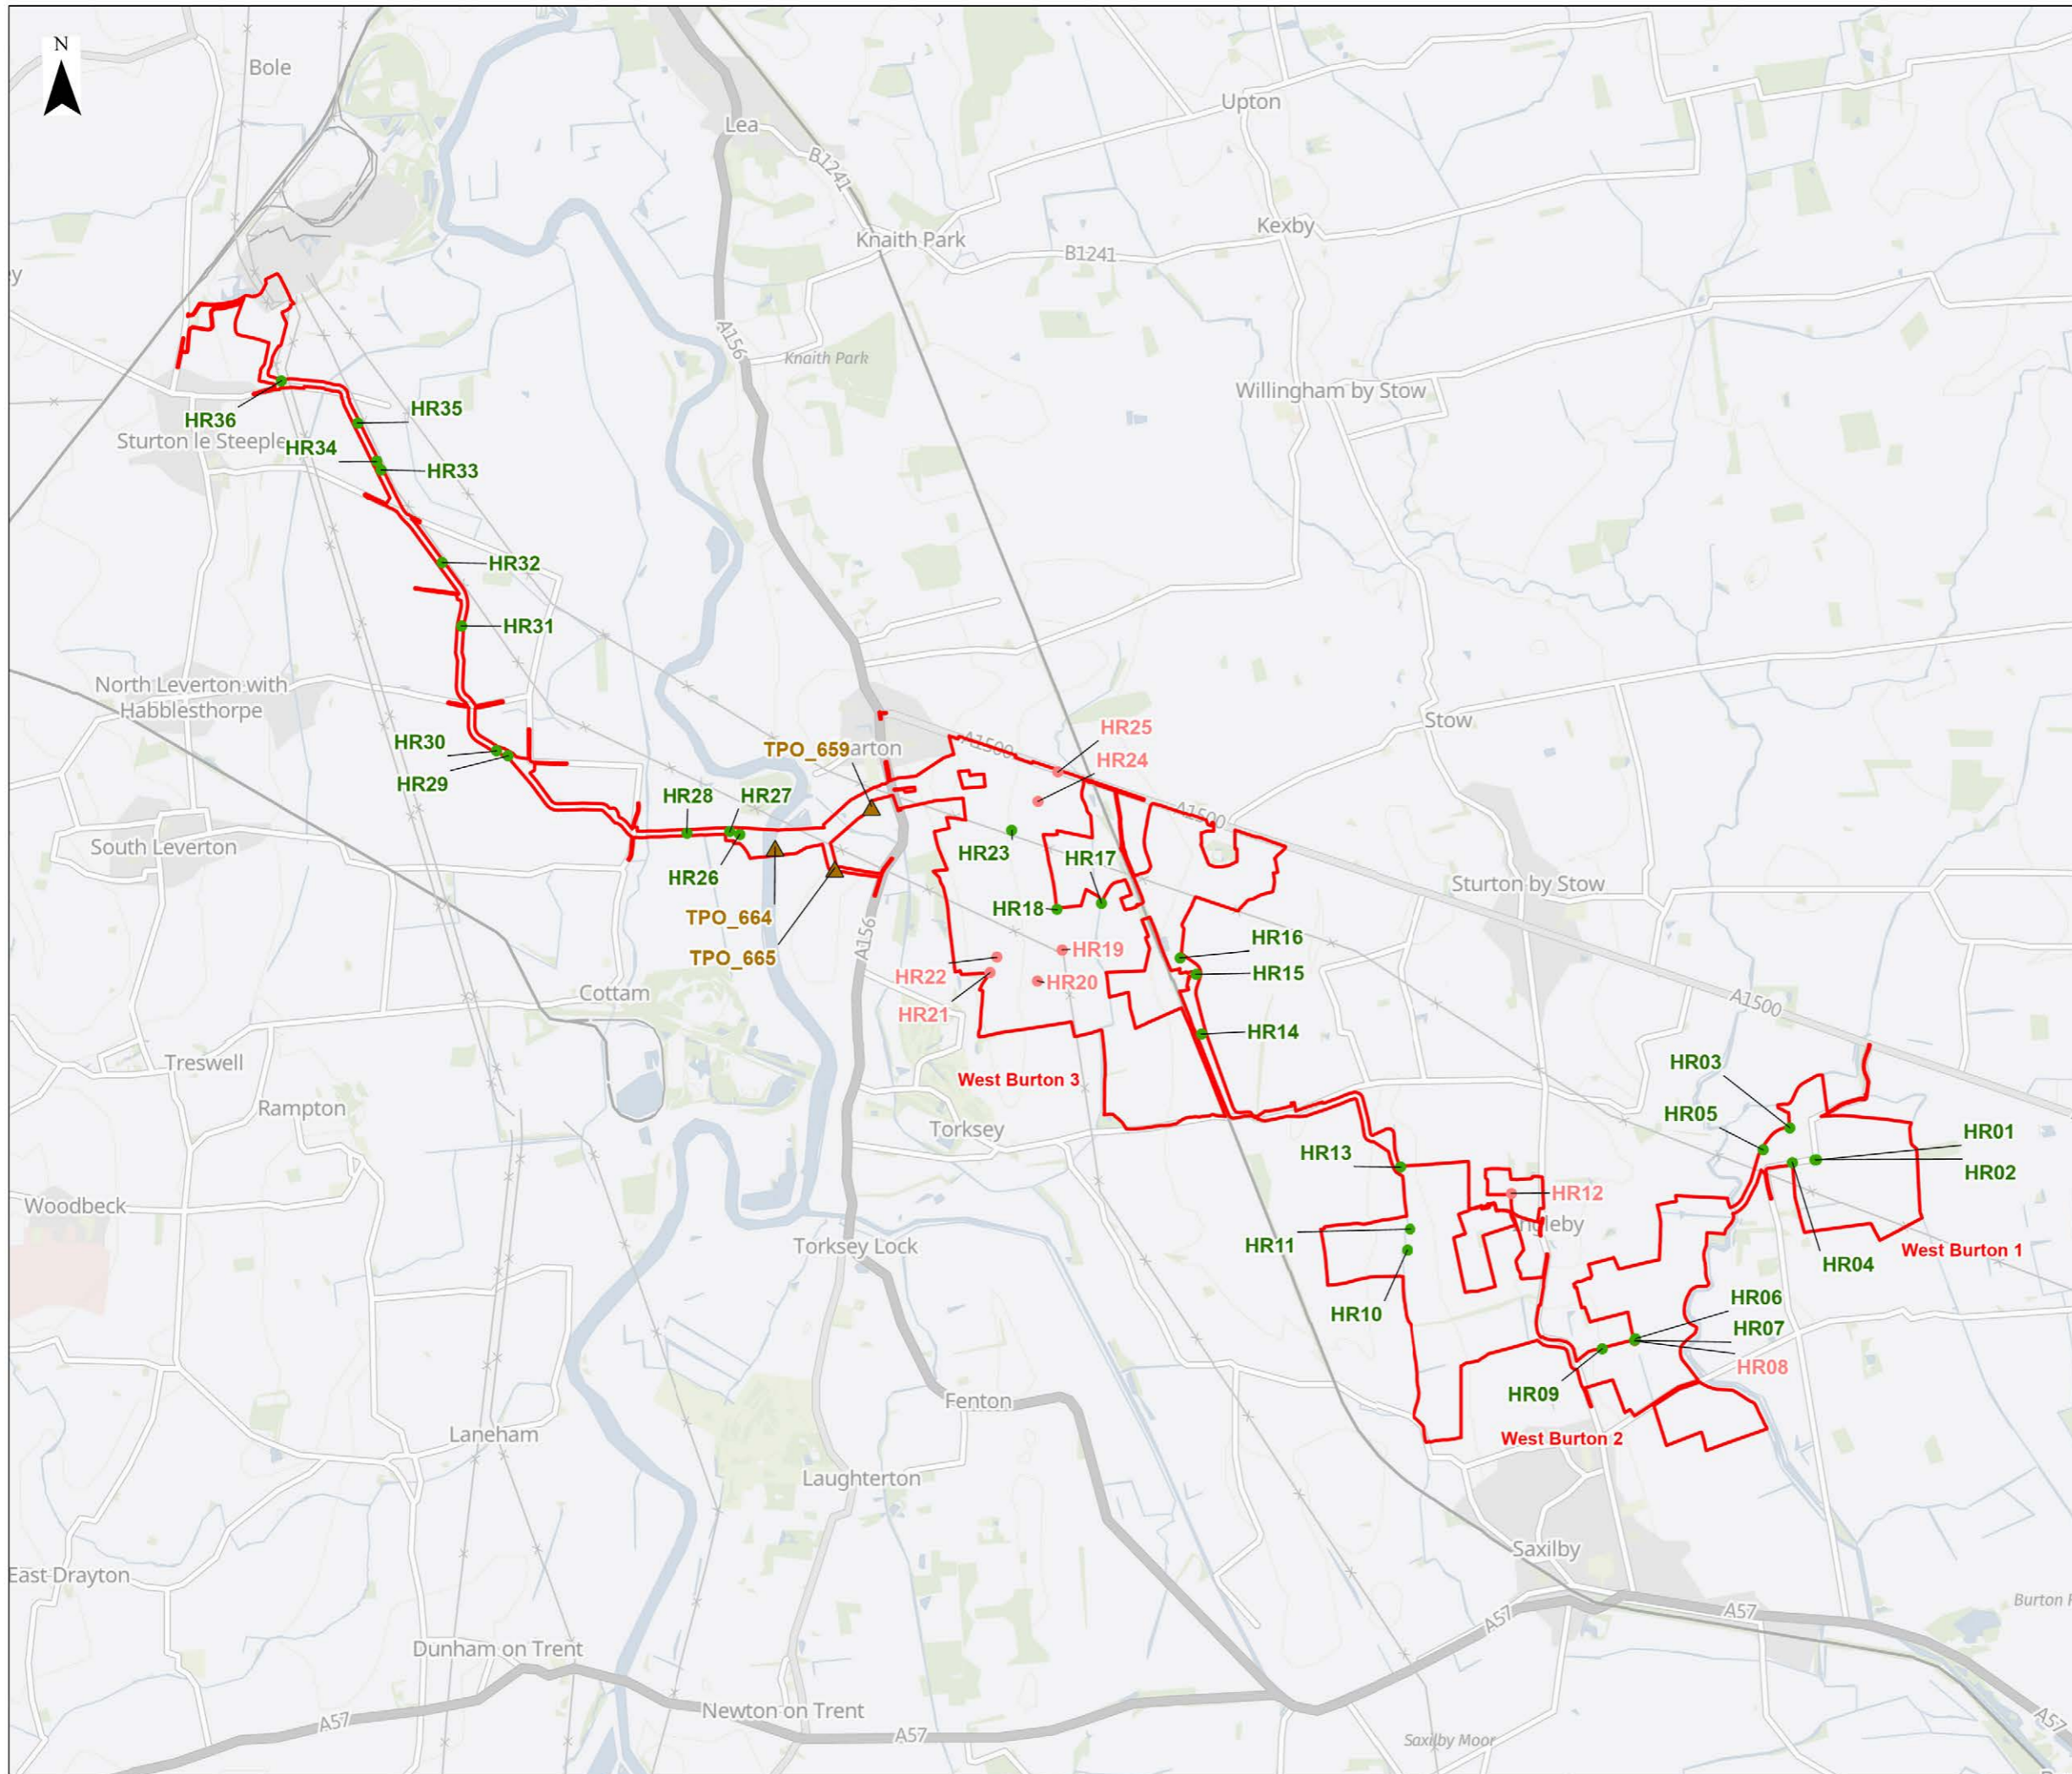 N
Bole
Lea
B1241
Upton
Knaith Park
Kexby
B1241
ey
A156
Knaith Park
Willingham by Stow
HR35
HR36
Sturton le Steeple
HR34
HR33
HR32
HR31
North Leverton with
Habblesthorpe
Stow
HR25
HR30
TPO_659
arton
A1500
HR24
HR29
HR28
HR27
A1500
South Leverton
HR23
HR17
HR26
Sturton by Stow
TPO_664
HR18
A156
HR16
TPO_665
HR19
HR22
HR15
HR20
Cottam
HR21
A1500
HR14
Treswell
HR03
West Burton 3
Rampton
HR05
Torksey
HR01
HR13
HR02
HR12
Woodbeck
ngleby
Torksey Lock
HR11
West Burton 1
HR04
HR10
HR06
HR07
HR08
HR09
Fenton
Laneham
West Burton 2
Laughterton
Saxilby
East Drayton
Burton
A57
A57
Dunham on Trent
Newton on Trent
A57
A57
A57
Saxilby Moor